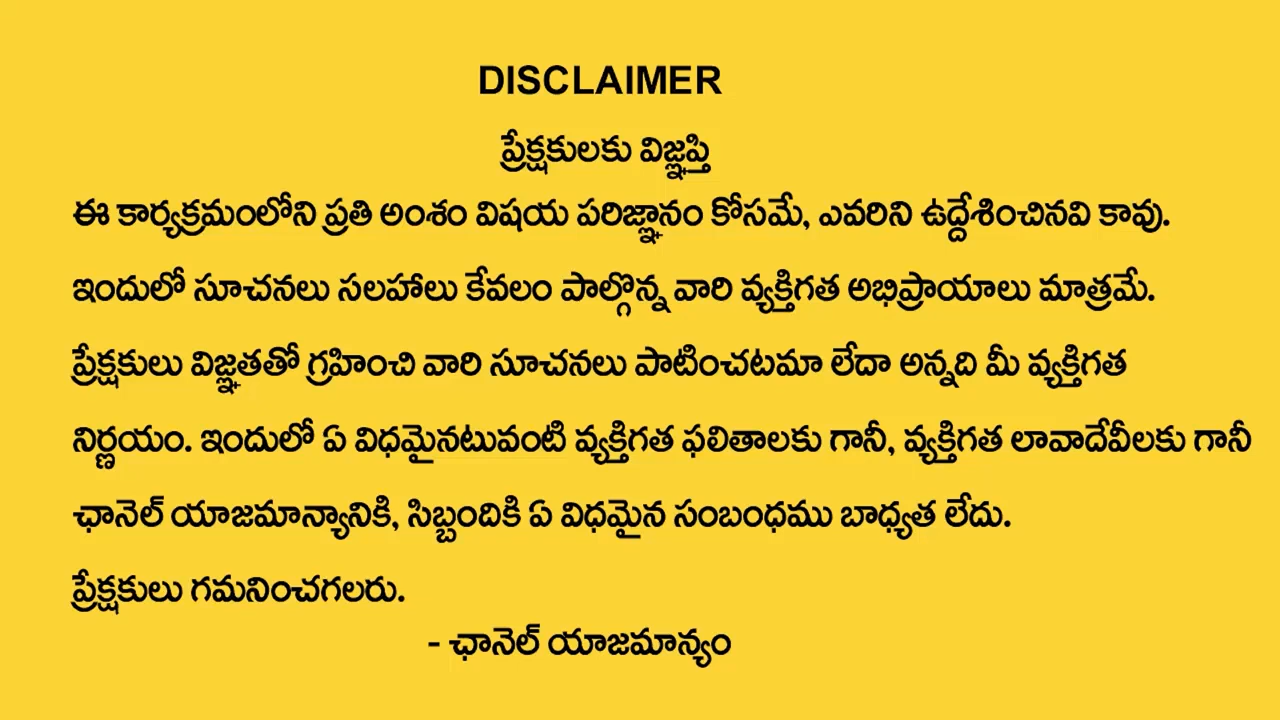 DISCLAIMER
ప్రేక్షకులకు విజ్ఞప్తి
ఈ కార్యక్రమంలోని ప్రతి అంశం విషయ పరిజ్ఞానం కోసమే, ఎవరిని ఉద్దేశించినవి కావు.
ఇందులో సూచనలు సలహాలు కేవలం పాల్గొన్న వారి వ్యక్తిగత అభిప్రాయాలు మాత్రమే.
ప్రేక్షకులు విజ్ఞతతో గ్రహించి వారి సూచనలు పాటించటమా లేదా అన్నది మీ వ్యక్తిగత
నిర్ణయం. ఇందులో ఏ విధమైనటువంటి వ్యక్తిగత ఫలితాలకు గానీ, వ్యక్తిగత లావాదేవీలకు గానీ
ఛానెల్ యాజమాన్యానికి, సిబ్బందికి ఏ విధమైన సంబంధము బాధ్యత లేదు.
ప్రేక్షకులు గమనించగలరు.
- ఛానెల్ యాజమాన్యం